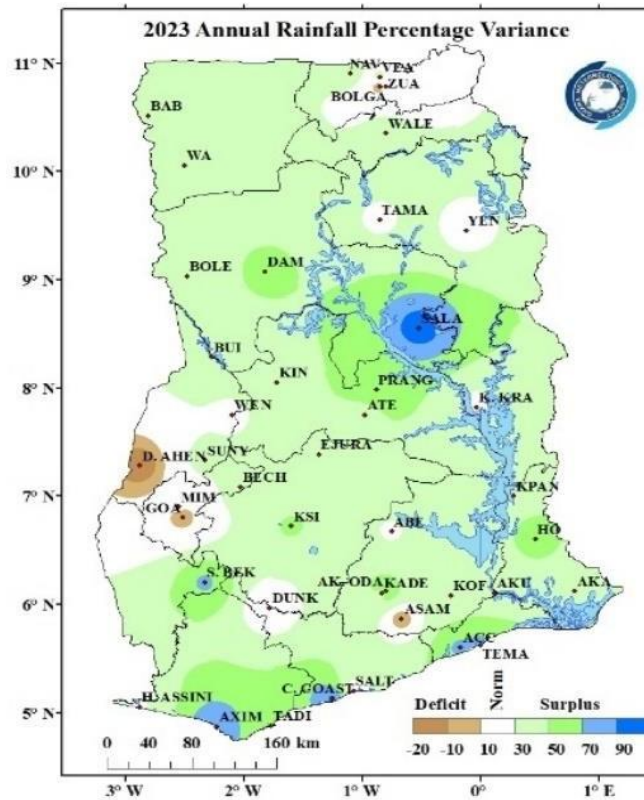 2023 Annual Rainfall Percentage Variance
11° N
NAV
VEA
ZUA
BAB
BOLGA
WALE
10° N
WA
TAMA
YEN
DAM
BOLE
9° N
SALA
BUI
KIN
PRANG
8° N
K. KRA
WEN
ATE
EJURA
D. AHEN
SUNY
BECH
7° N
MIM
KPAN
GOA
KSI
ABE
HO
S. BEK
AK-ODA
KADE
KOF
AKU
AKA
6° N
DUNK
ASAM
ACC
TEMA
C. COAST
SALT
H. ASSINI
5° N
AXIM
TADI
Deficit
Norm
Surplus
-20 -10 10 30 50 70 90
0 40 80 160 km
3° W 2° W 1° W 0° 1° E